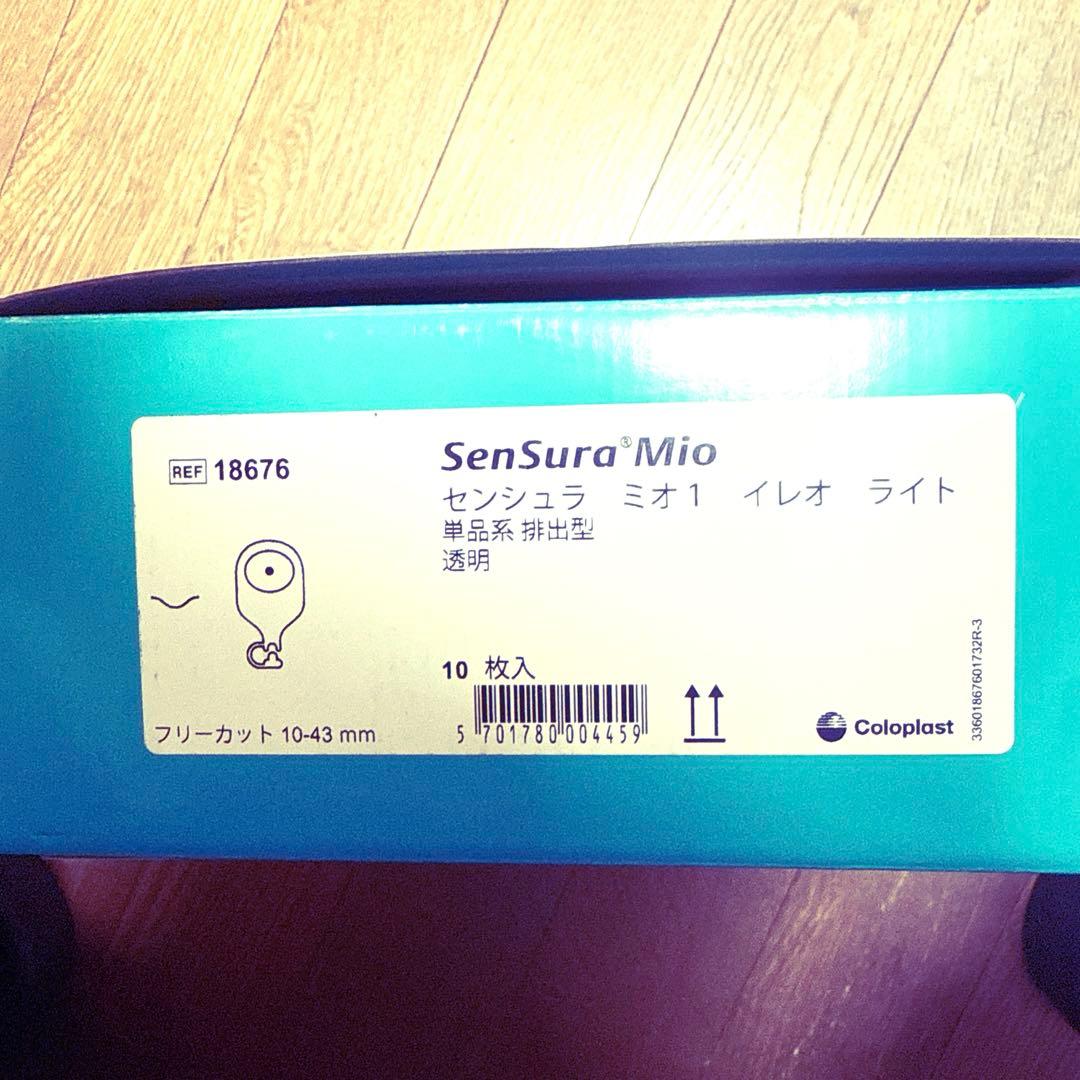 REF 18676
SenSura®Mio
センシュラ ミオ1 イレオ ライト
単品系 排出型
透明
10 枚入
5 701780 004459
フリーカット 10-43 mm
Coloplast
33601867601732R-3